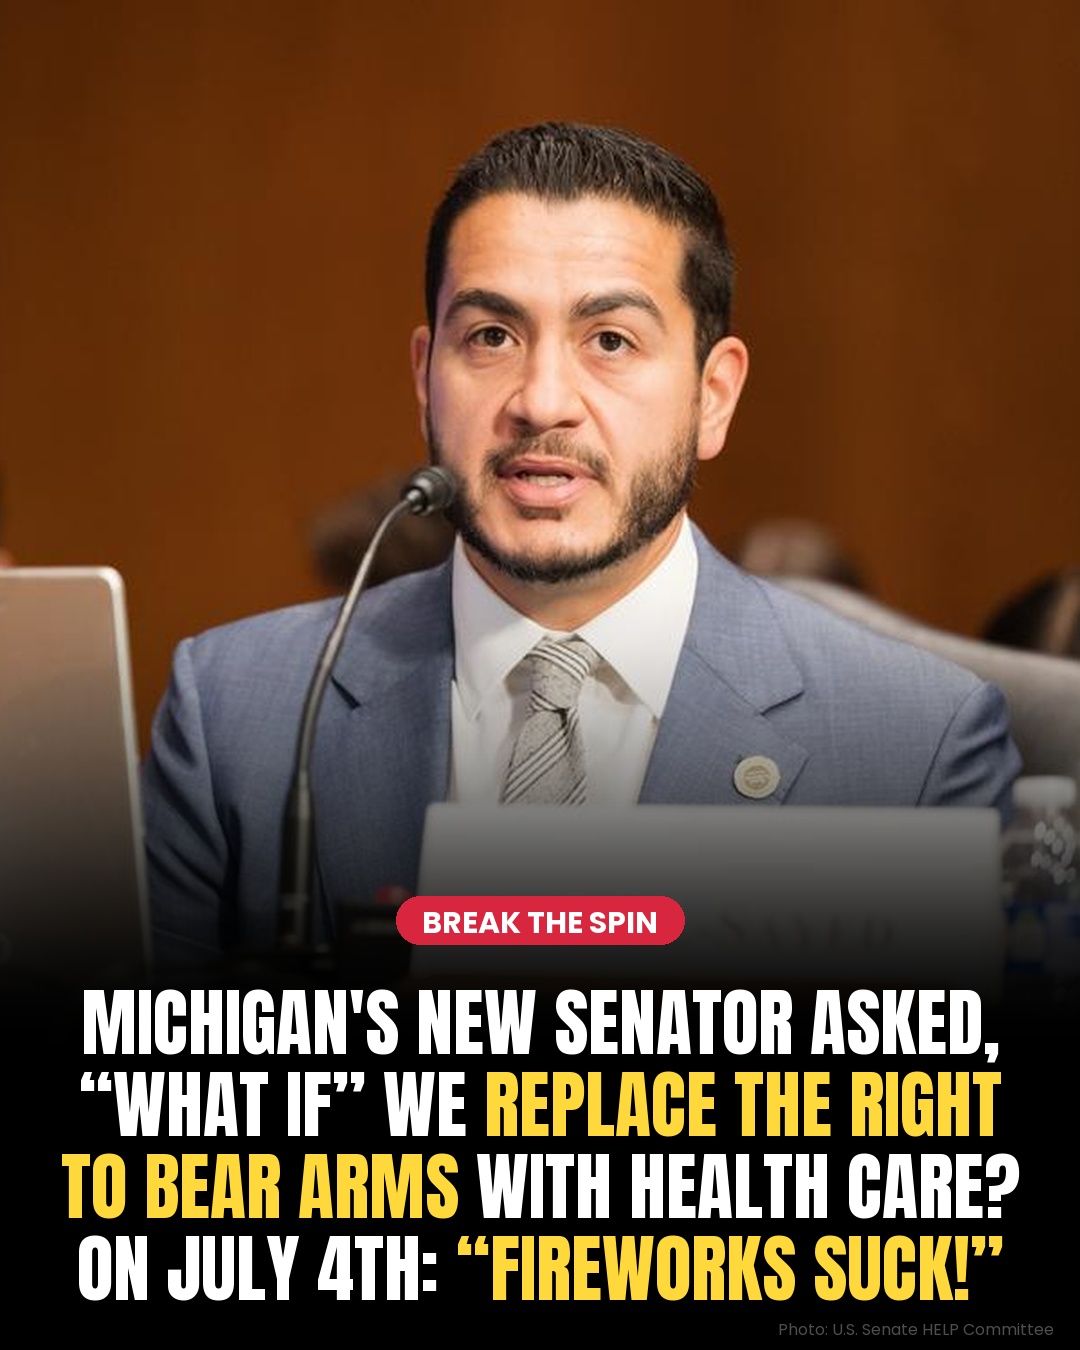 BREAK THE SPIN
MICHIGAN'S NEW SENATOR ASKED,
“WHAT IF” WE REPLACE THE RIGHT
TO BEAR ARMS WITH HEALTH CARE?
ON JULY 4TH: “FIREWORKS SUCK!”
Photo: U.S. Senate HELP Committee